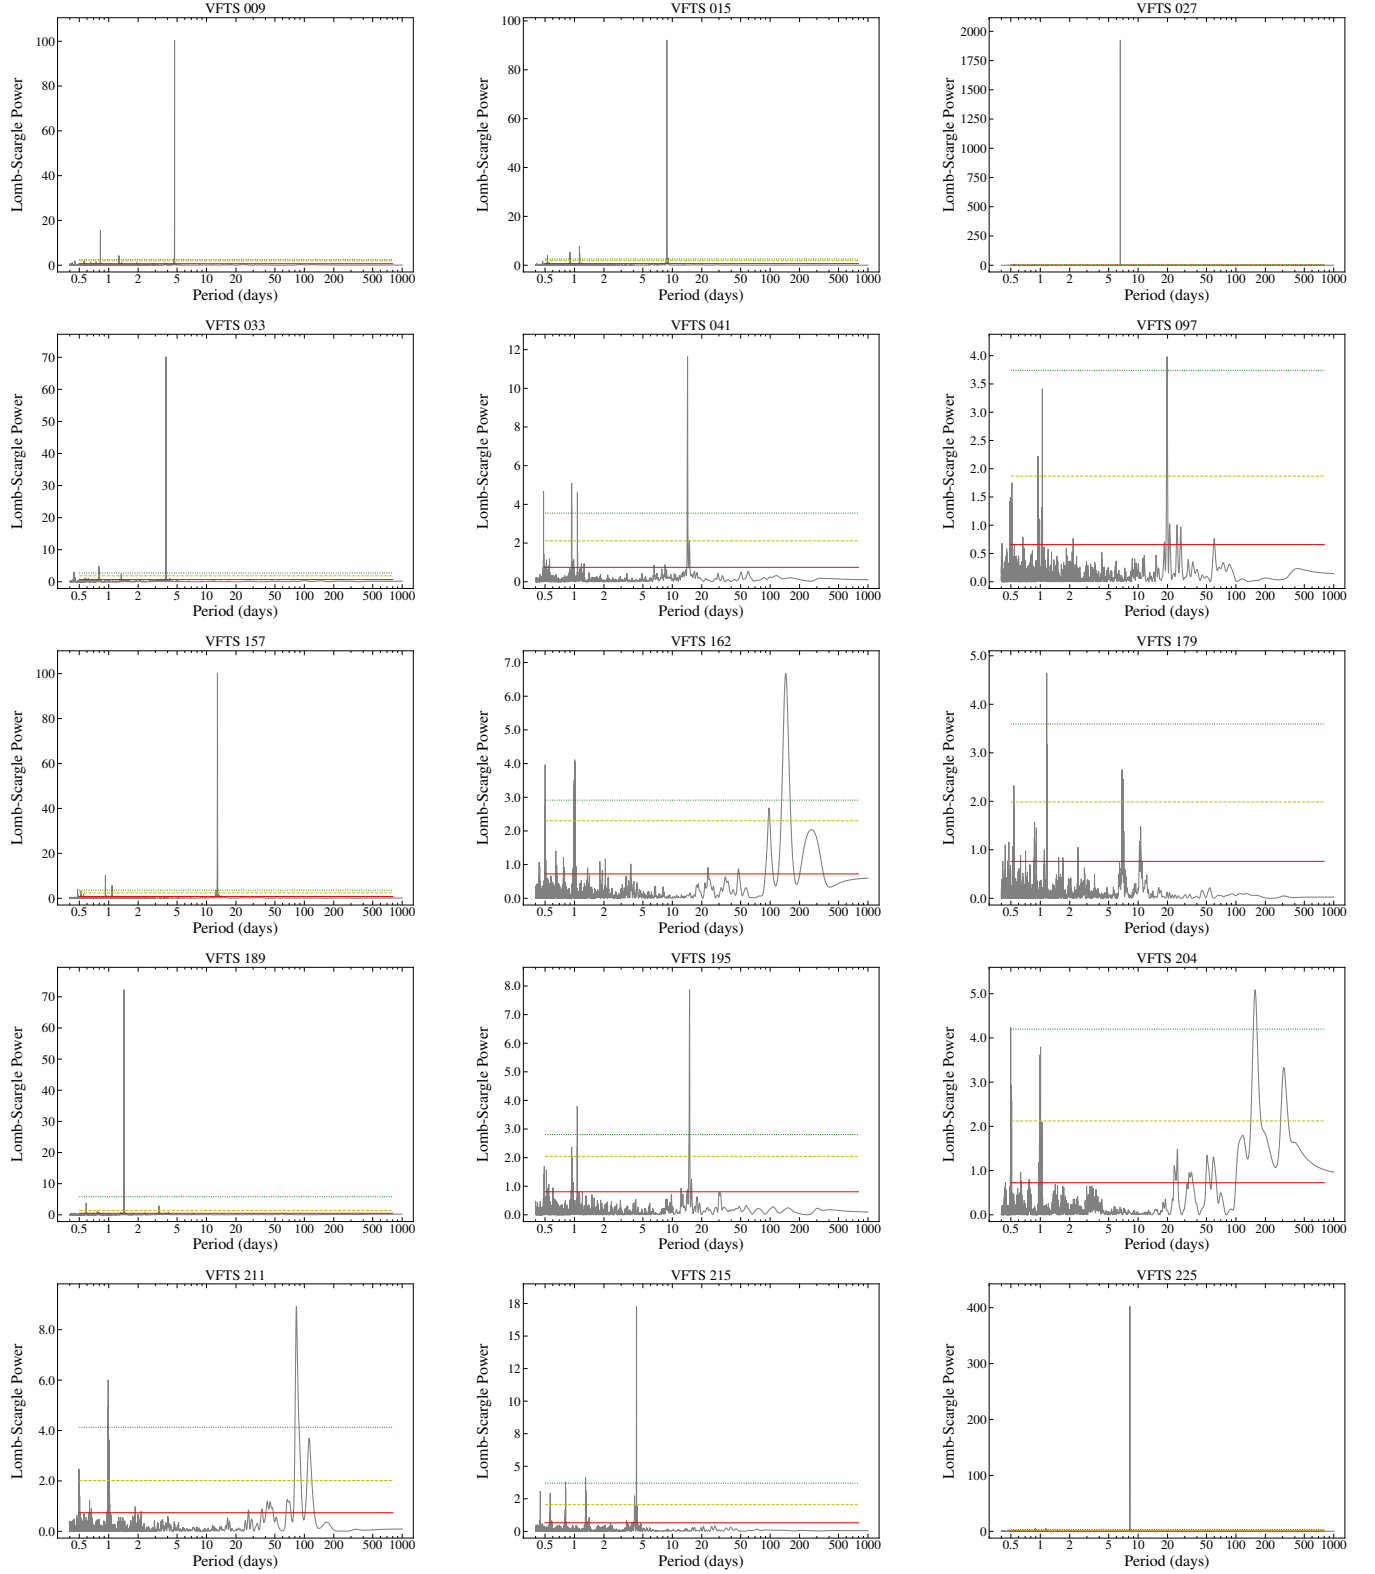 VFTS 009
VFTS 015
VFTS 027
Lomb-Scargle Power
100
80
60
40
20
0
0.5 1 2 5 10 20 50 100 200 500 1000
Period (days)
Lomb-Scargle Power
100
80
60
40
20
0
0.5 1 2 5 10 20 50 100 200 500 1000
Period (days)
Lomb-Scargle Power
2000
1750
1500
1250
1000
750
500
250
0
0.5 1 2 5 10 20 50 100 200 500 1000
Period (days)
VFTS 033
VFTS 041
VFTS 097
Lomb-Scargle Power
70
60
50
40
30
20
10
0
0.5 1 2 5 10 20 50 100 200 500 1000
Period (days)
Lomb-Scargle Power
12
10
8
6
4
2
0
0.5 1 2 5 10 20 50 100 200 500 1000
Period (days)
Lomb-Scargle Power
4.0
3.5
3.0
2.5
2.0
1.5
1.0
0.5
0.0
0.5 1 2 5 10 20 50 100 200 500 1000
Period (days)
VFTS 157
VFTS 162
VFTS 179
Lomb-Scargle Power
100
80
60
40
20
0
0.5 1 2 5 10 20 50 100 200 500 1000
Period (days)
Lomb-Scargle Power
7.0
6.0
5.0
4.0
3.0
2.0
1.0
0.0
0.5 1 2 5 10 20 50 100 200 500 1000
Period (days)
Lomb-Scargle Power
5.0
4.0
3.0
2.0
1.0
0.0
0.5 1 2 5 10 20 50 100 200 500 1000
Period (days)
VFTS 189
VFTS 195
VFTS 204
Lomb-Scargle Power
70
60
50
40
30
20
10
0
0.5 1 2 5 10 20 50 100 200 500 1000
Period (days)
Lomb-Scargle Power
8.0
7.0
6.0
5.0
4.0
3.0
2.0
1.0
0.0
0.5 1 2 5 10 20 50 100 200 500 1000
Period (days)
Lomb-Scargle Power
5.0
4.0
3.0
2.0
1.0
0.0
0.5 1 2 5 10 20 50 100 200 500 1000
Period (days)
VFTS 211
VFTS 215
VFTS 225
Lomb-Scargle Power
8.0
6.0
4.0
2.0
0.0
0.5 1 2 5 10 20 50 100 200 500 1000
Period (days)
Lomb-Scargle Power
18
15
12
10
8
5
2
0
0.5 1 2 5 10 20 50 100 200 500 1000
Period (days)
Lomb-Scargle Power
400
300
200
100
0
0.5 1 2 5 10 20 50 100 200 500 1000
Period (days)